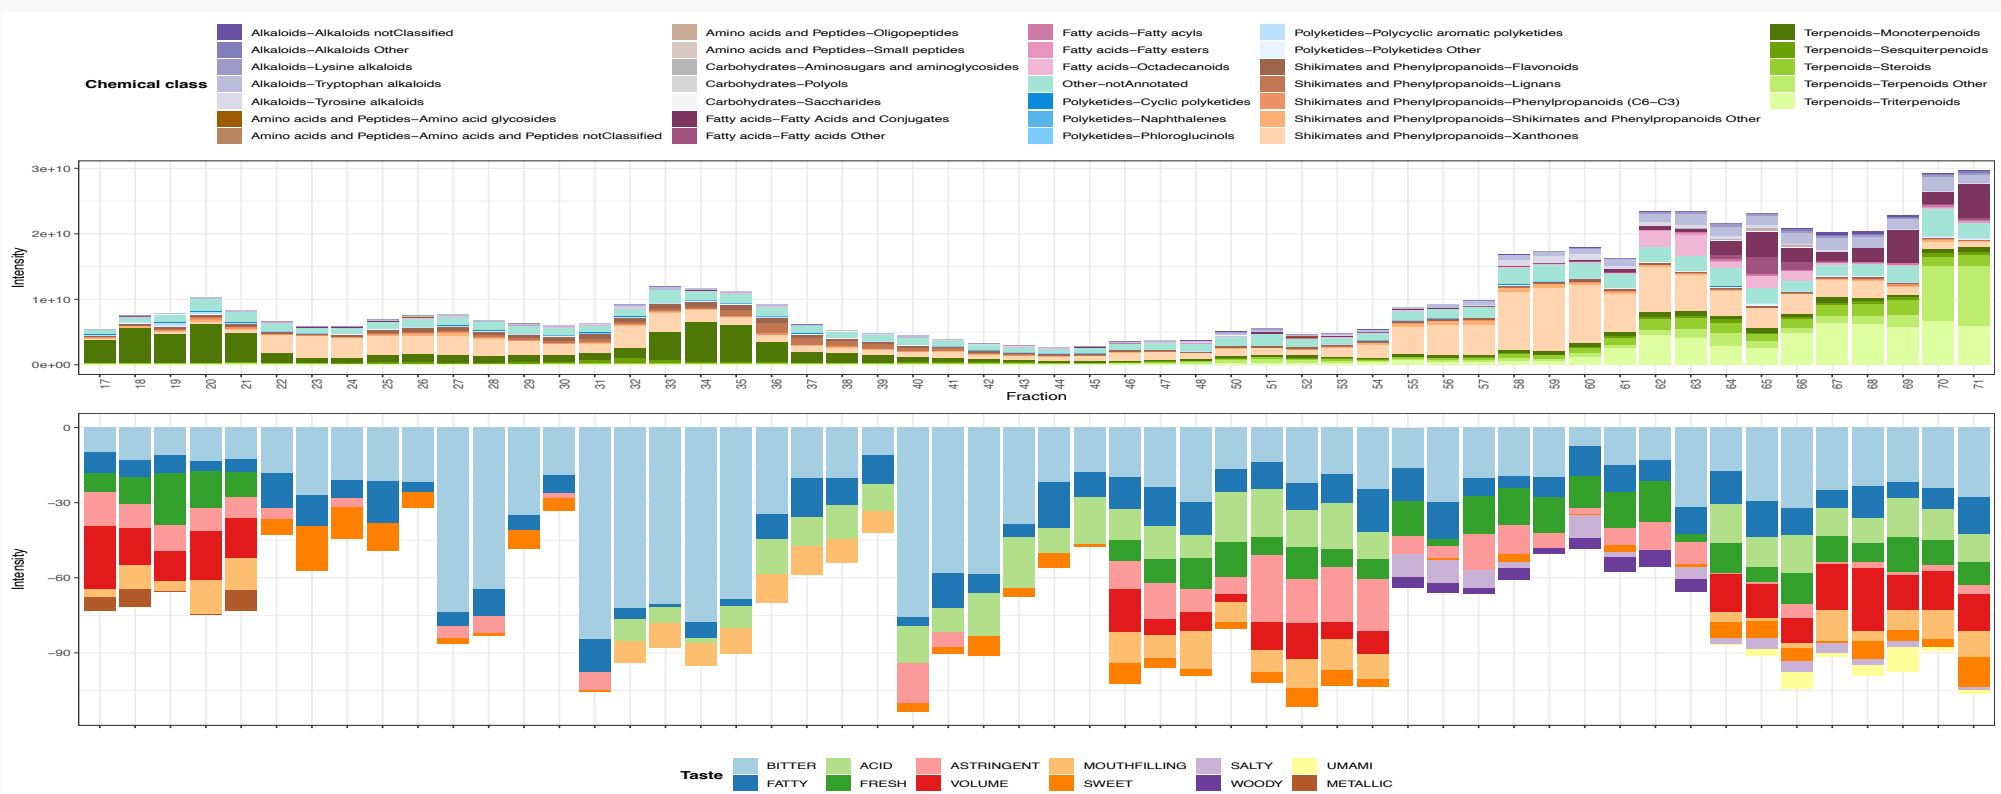 Chemical class
Alkaloids−Alkaloids notClassified
Alkaloids−Alkaloids Other
Alkaloids−Lysine alkaloids
Alkaloids−Tryptophan alkaloids
Alkaloids−Tyrosine alkaloids
Amino acids and Peptides−Amino acid glycosides
Amino acids and Peptides−Amino acids and Peptides notClassified
Amino acids and Peptides−Oligopeptides
Amino acids and Peptides−Small peptides
Carbohydrates−Aminosugars and aminoglycosides
Carbohydrates−Polyols
Carbohydrates−Saccharides
Fatty acids−Fatty Acids and Conjugates
Fatty acids−Fatty acids Other
Fatty acids−Fatty acyls
Fatty acids−Fatty esters
Fatty acids−Octadecanoids
Other−notAnnotated
Polyketides−Cyclic polyketides
Polyketides−Naphthalenes
Polyketides−Phloroglucinols
Polyketides−Polycyclic aromatic polyketides
Polyketides−Polyketides Other
Shikimates and Phenylpropanoids−Flavonoids
Shikimates and Phenylpropanoids−Lignans
Shikimates and Phenylpropanoids−Phenylpropanoids (C6−C3)
Shikimates and Phenylpropanoids−Shikimates and Phenylpropanoids Other
Shikimates and Phenylpropanoids−Xanthones
Terpenoids−Monoterpenoids
Terpenoids−Sesquiterpenoids
Terpenoids−Steroids
Terpenoids−Terpenoids Other
Terpenoids−Triterpenoids
Intensity
3e+10
2e+10
1e+10
0e+00
17 18 19 20 21 22 23 24 25 26 27 28 29 30 31 32 33 34 35 36 37 38 39 40 41 42 43 44 45 46 47 48 50 51 52 53 54 55 56 57 58 59 60 61 62 63 64 65 66 67 68 69 70 71
Fraction
Intensity
0
−30
−60
−90
Taste
BITTER ACID ASTRINGENT MOUTHFILLING SALTY UMAMI
FATTY FRESH VOLUME SWEET WOODY METALLIC